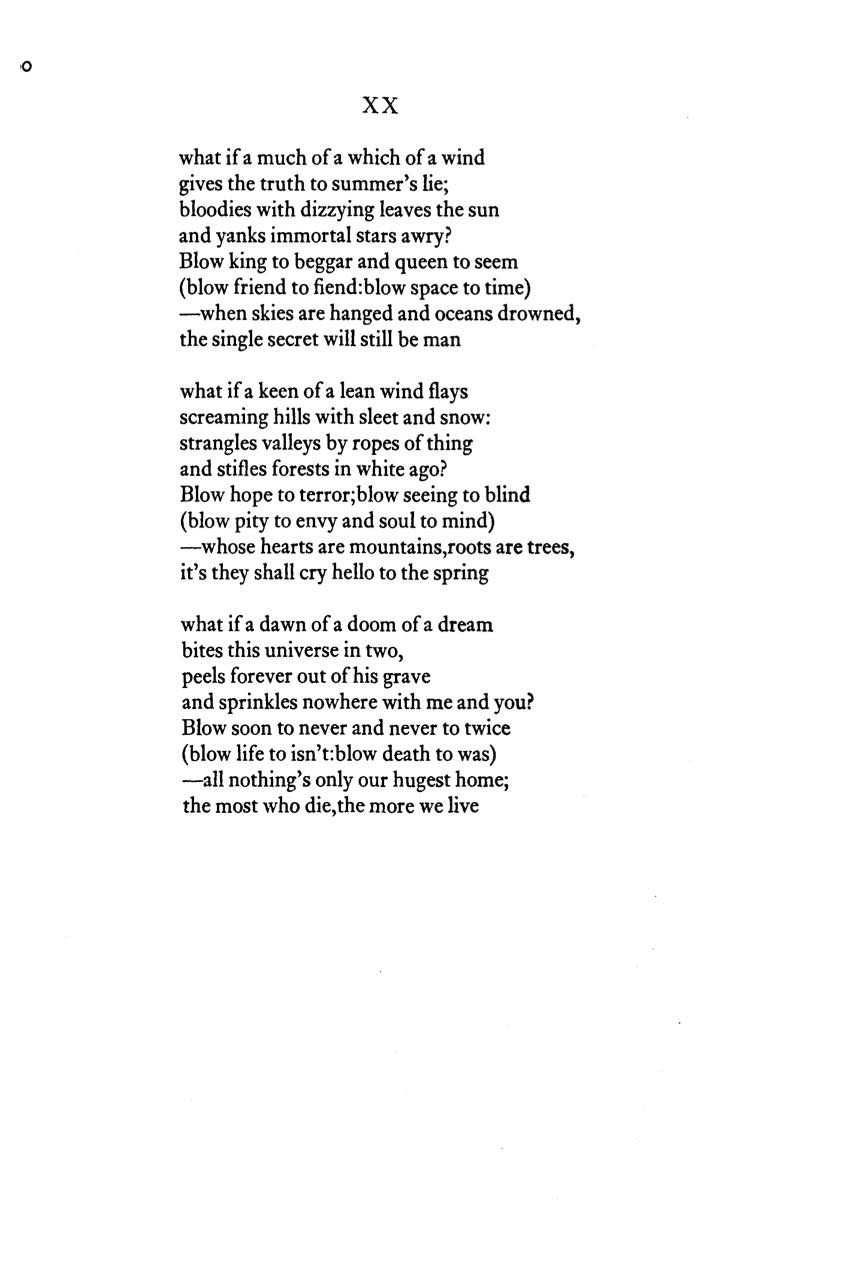 o
XX
what if a much of a which of a wind
gives the truth to summer’s lie;
bloodies with dizzying leaves the sun
and yanks immortal stars awry?
Blow king to beggar and queen to seem
(blow friend to fiend:blow space to time)
—when skies are hanged and oceans drowned,
the single secret will still be man

what if a keen of a lean wind flays
screaming hills with sleet and snow:
strangles valleys by ropes of thing
and stifles forests in white ago?
Blow hope to terror;blow seeing to blind
(blow pity to envy and soul to mind)
—whose hearts are mountains,roots are trees,
it’s they shall cry hello to the spring

what if a dawn of a doom of a dream
bites this universe in two,
peels forever out of his grave
and sprinkles nowhere with me and you?
Blow soon to never and never to twice
(blow life to isn’t:blow death to was)
—all nothing’s only our hugest home;
the most who die,the more we live